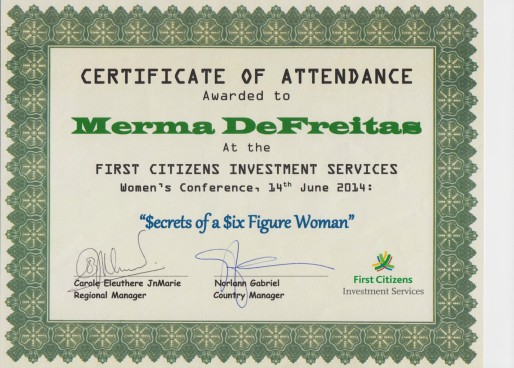 CERTIFICATE OF ATTENDANCE
Awarded to
Merma DeFreitas
At the
FIRST CITIZENS INVESTMENT SERVICES
Women's Conference, 14th June 2014:
"$ecrets of a $ix Figure Woman"
Carole Eleuthere JnMarie
Regional Manager
Norlann Gabriel
Country Manager
First Citizens
Investment Services